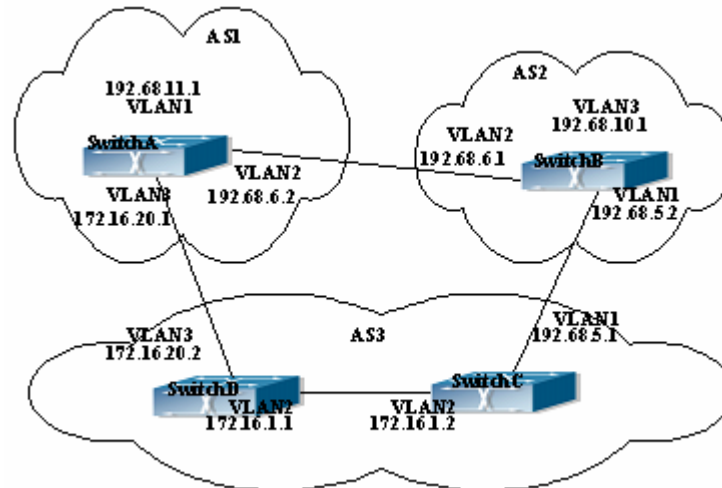 AS1
192.68.11.1
VLAN1
SwitchA
VLAN2
192.68.6.2
VLAN3
172.16.20.1
AS2
VLAN3
192.68.10.1
VLAN2
192.68.6.1
SwitchB
VLAN1
192.68.5.2
AS3
VLAN3
172.16.20.2
SwitchD
VLAN2
172.16.1.1
VLAN1
192.68.5.1
SwitchC
VLAN2
172.16.1.2